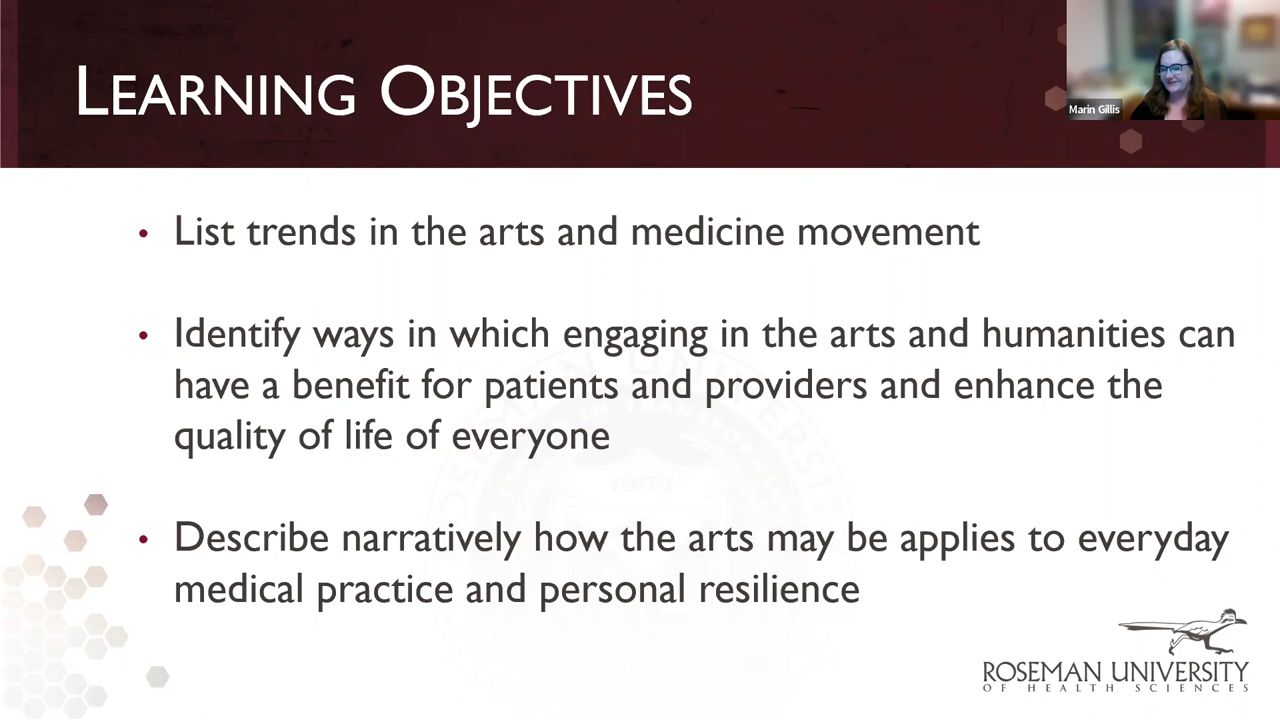 LEARNING OBJECTIVES
Marin Gillis
• List trends in the arts and medicine movement
• Identify ways in which engaging in the arts and humanities can
have a benefit for patients and providers and enhance the
quality of life of everyone
• Describe narratively how the arts may be applies to everyday
medical practice and personal resilience
ROSEMAN UNIVERSITY
1999
ROSEMAN UNIVERSITY
OF HEALTH SCIENCES